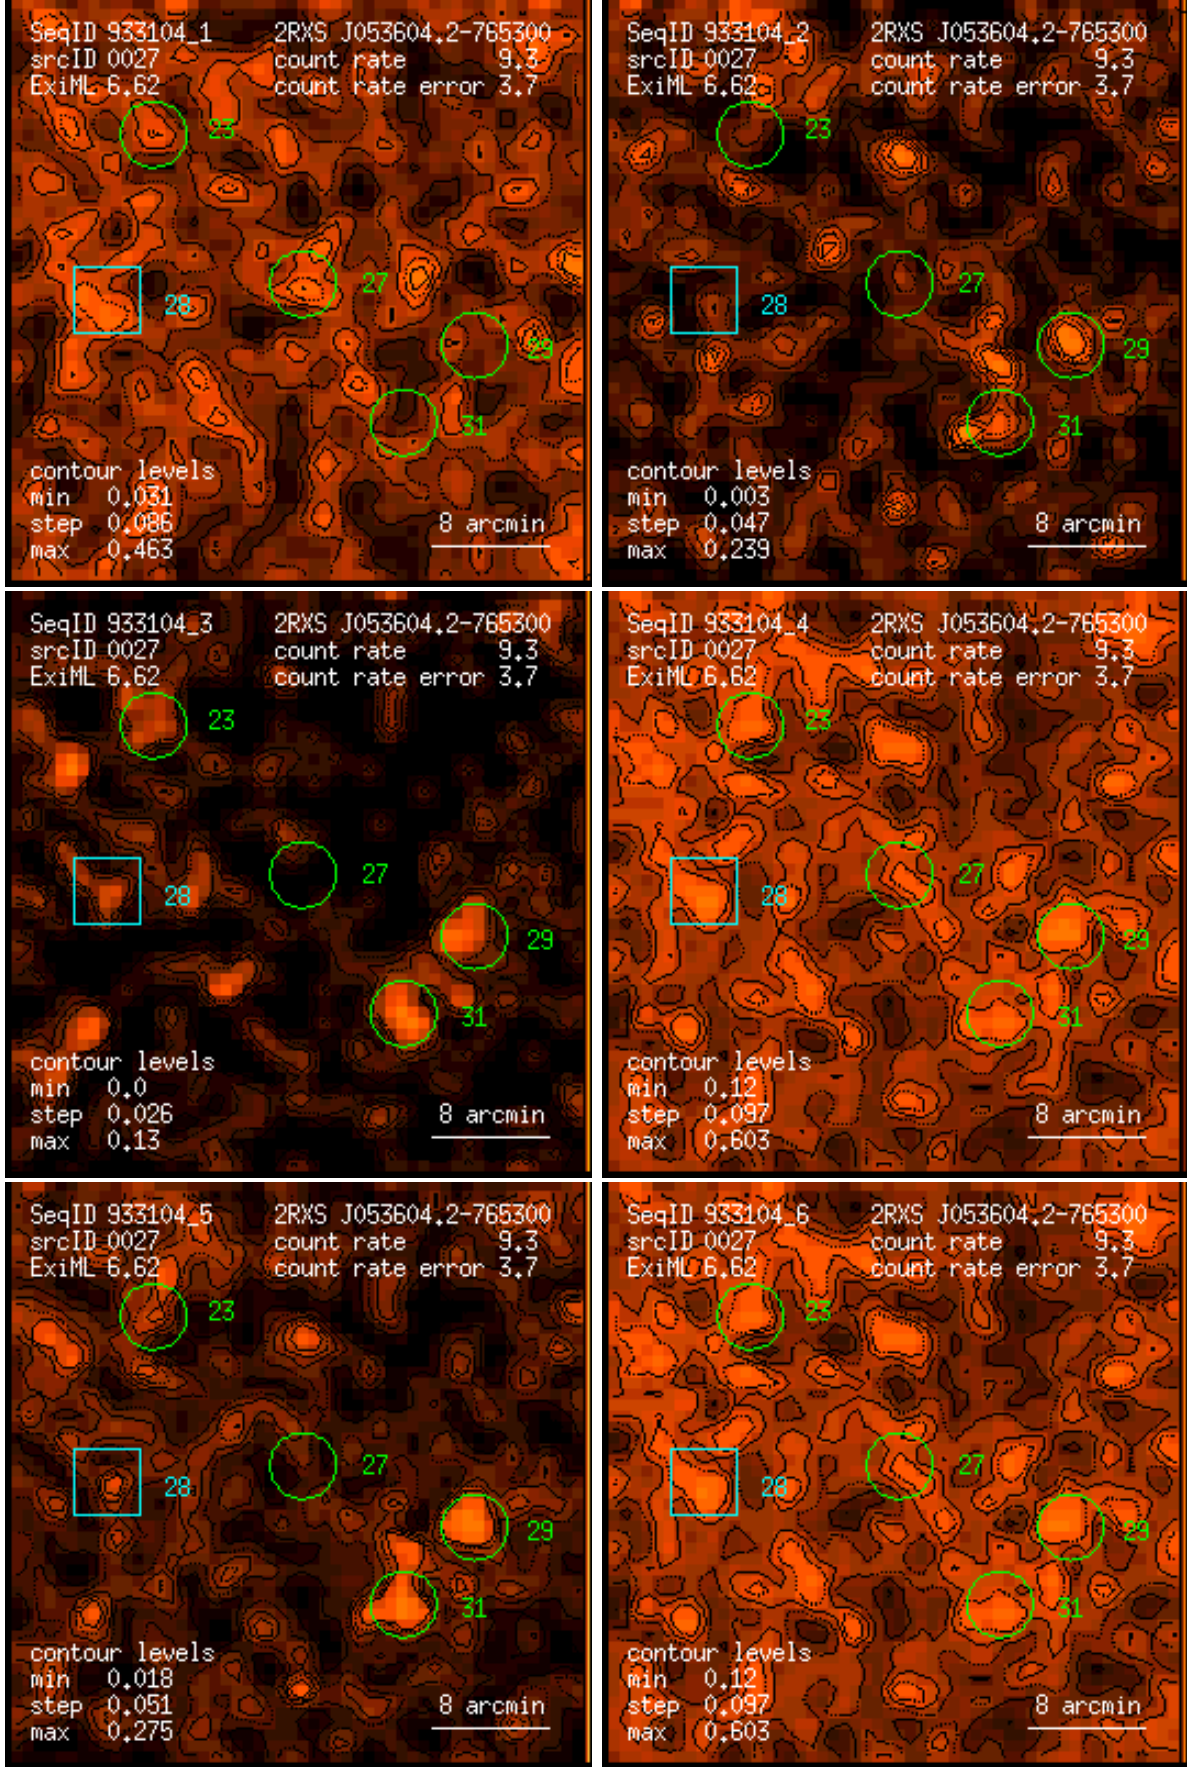 SeqID 933104_1 2RXS J053604.2-765300
srcID 0027 count rate 9.3
ExiML 6.62 count rate error 3.7
23
27
28
29
31
contour levels
min 0.031
step 0.086 8 arcmin
max 0.463
SeqID 933104_2 2RXS J053604.2-765300
srcID 0027 count rate 9.3
ExiML 6.62 count rate error 3.7
23
27
28
29
31
contour levels
min 0.003
step 0.047 8 arcmin
max 0.239
SeqID 933104_3 2RXS J053604.2-765300
srcID 0027 count rate 9.3
ExiML 6.62 count rate error 3.7
23
27
28
29
31
contour levels
min 0.0
step 0.026 8 arcmin
max 0.13
SeqID 933104_4 2RXS J053604.2-765300
srcID 0027 count rate 9.3
ExiML 6.62 count rate error 3.7
23
27
28
29
31
contour levels
min 0.12
step 0.097 8 arcmin
max 0.603
SeqID 933104_5 2RXS J053604.2-765300
srcID 0027 count rate 9.3
ExiML 6.62 count rate error 3.7
23
27
28
29
31
contour levels
min 0.018
step 0.051 8 arcmin
max 0.275
SeqID 933104_6 2RXS J053604.2-765300
srcID 0027 count rate 9.3
ExiML 6.62 count rate error 3.7
23
27
28
29
31
contour levels
min 0.12
step 0.097 8 arcmin
max 0.603